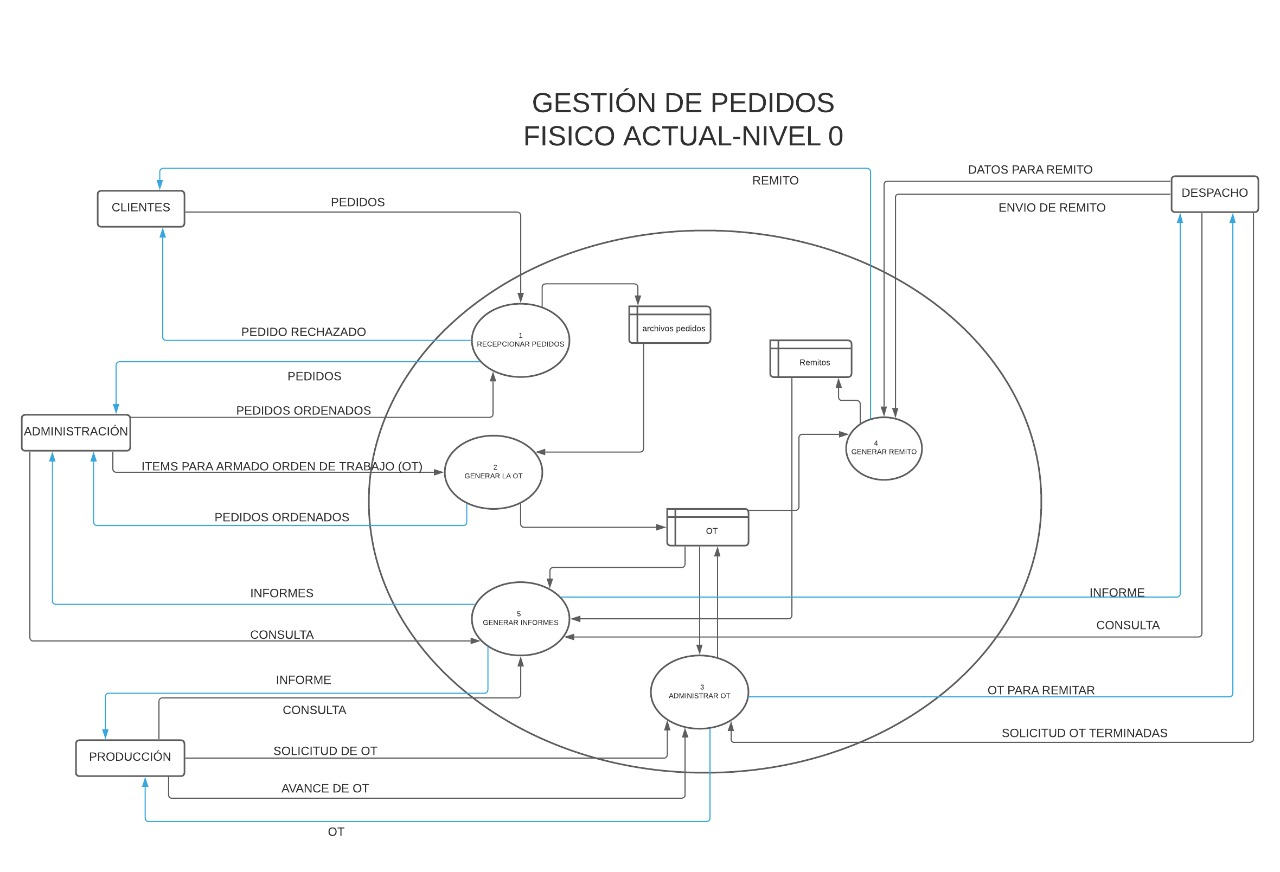 GESTIÓN DE PEDIDOS
FISICO ACTUAL-NIVEL 0
DATOS PARA REMITO
REMITO
DESPACHO
CLIENTES
PEDIDOS
ENVIO DE REMITO
PEDIDO RECHAZADO
1
RECEPCIONAR PEDIDOS
archivos pedidos
Remitos
PEDIDOS
PEDIDOS ORDENADOS
ADMINISTRACIÓN
4
GENERAR REMITO
ITEMS PARA ARMADO ORDEN DE TRABAJO (OT)
2
GENERAR LA OT
PEDIDOS ORDENADOS
OT
INFORMES
INFORME
5
GENERAR INFORMES
CONSULTA
CONSULTA
INFORME
3
ADMINISTRAR OT
OT PARA REMITAR
CONSULTA
SOLICITUD OT TERMINADAS
PRODUCCIÓN
SOLICITUD DE OT
AVANCE DE OT
OT